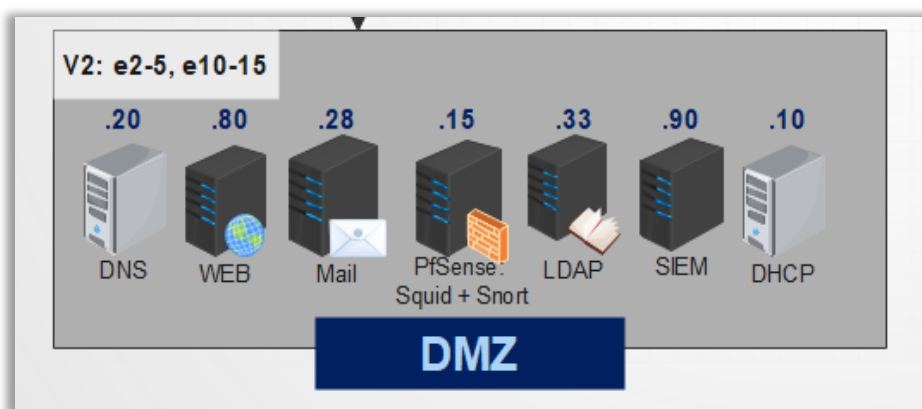 V2: e2-5, e10-15
.20 .80 .28 .15 .33 .90 .10
DNS WEB Mail PfSense: LDAP SIEM DHCP
Squid + Snort
DMZ